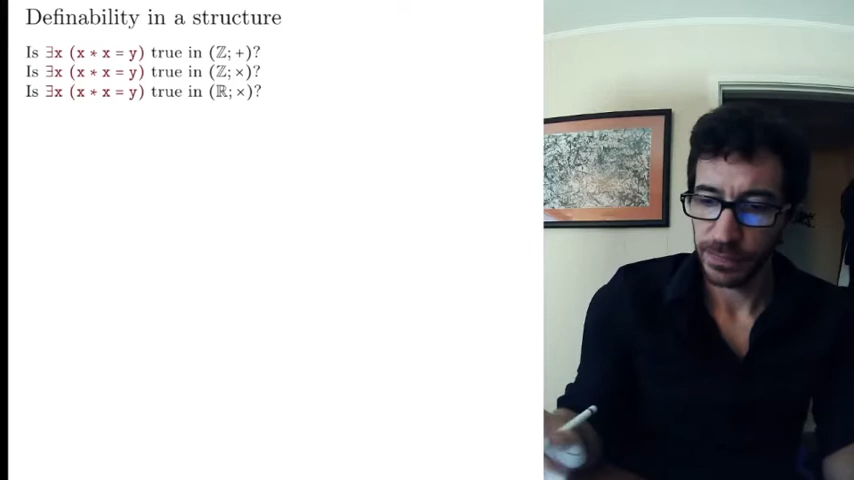 Definability in a structure
Is ∃x (x * x = y) true in (ℤ; +)?
Is ∃x (x * x = y) true in (ℤ; ×)?
Is ∃x (x * x = y) true in (ℝ; ×)?